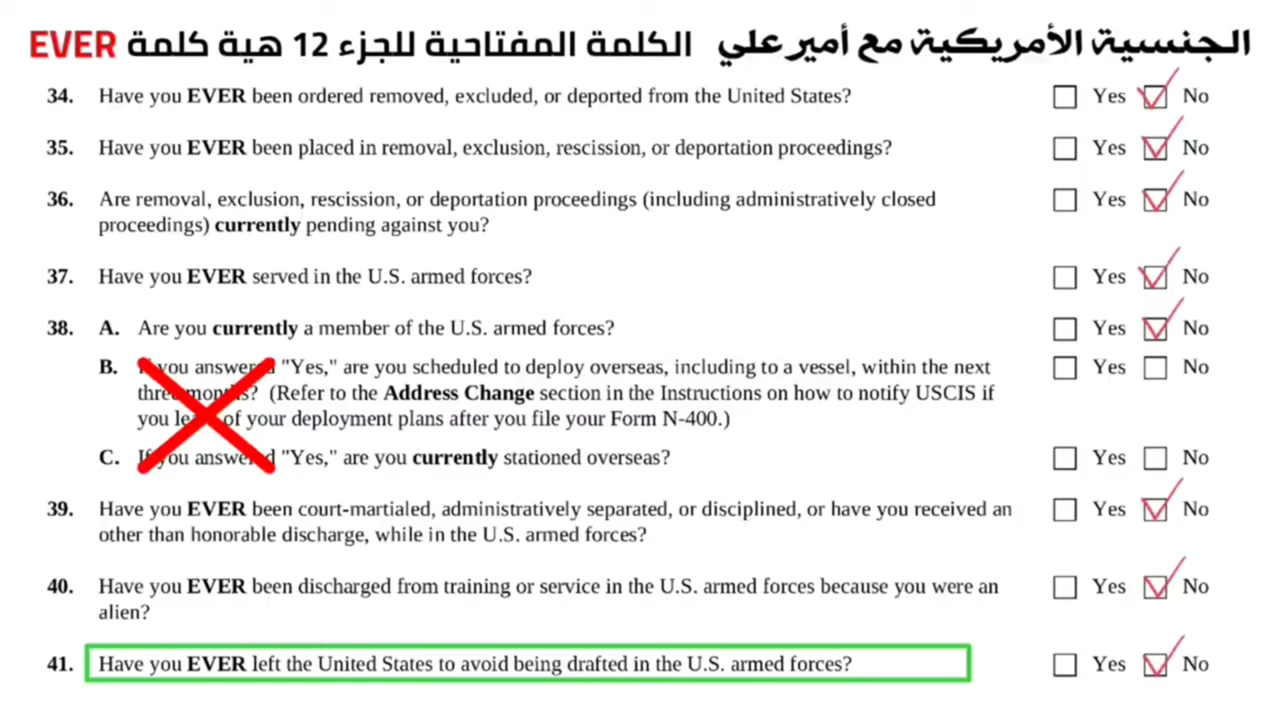 الجنسية الأمريكية مع أمير علي الكلمة المفتاحية للجزء 12 هية كلمة EVER
34. Have you EVER been ordered removed, excluded, or deported from the United States? Yes No
35. Have you EVER been placed in removal, exclusion, rescission, or deportation proceedings? Yes No
36. Are removal, exclusion, rescission, or deportation proceedings (including administratively closed Yes No
proceedings) currently pending against you?
37. Have you EVER served in the U.S. armed forces? Yes No
38. A. Are you currently a member of the U.S. armed forces? Yes No
B. If you answered "Yes," are you scheduled to deploy overseas, including to a vessel, within the next Yes No
three months? (Refer to the Address Change section in the Instructions on how to notify USCIS if
you learn of your deployment plans after you file your Form N-400.)
C. If you answered "Yes," are you currently stationed overseas? Yes No
39. Have you EVER been court-martialed, administratively separated, or disciplined, or have you received an Yes No
other than honorable discharge, while in the U.S. armed forces?
40. Have you EVER been discharged from training or service in the U.S. armed forces because you were an Yes No
alien?
41. Have you EVER left the United States to avoid being drafted in the U.S. armed forces? Yes No